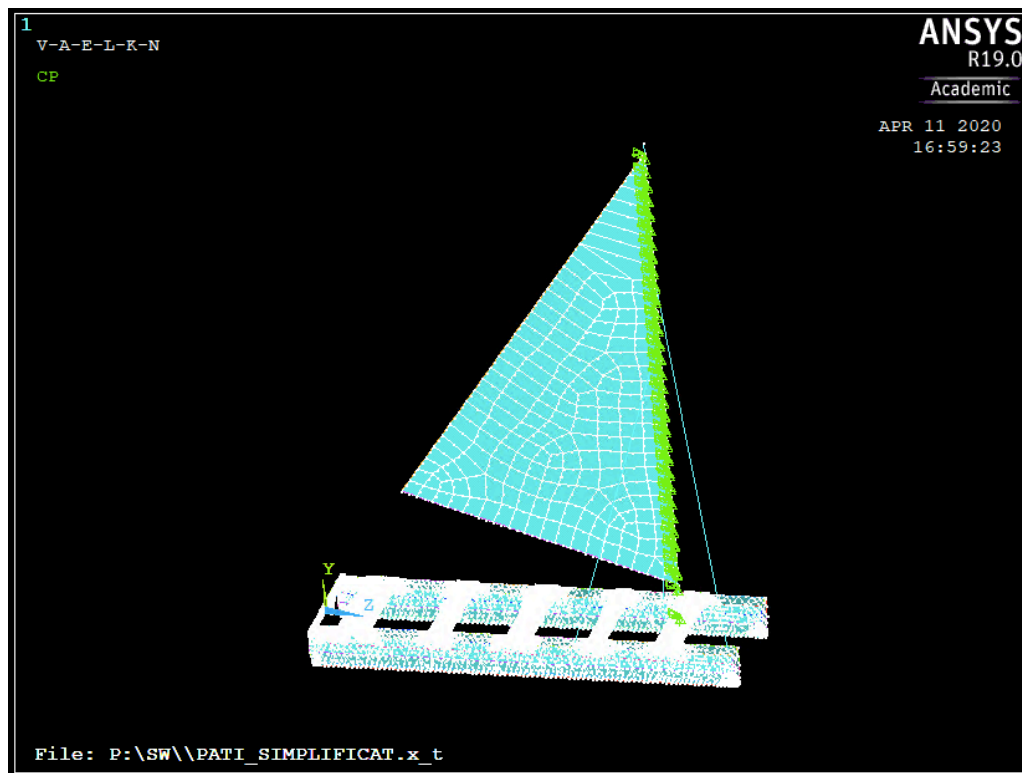 1
V-A-E-L-K-N
CP
ANSYS
R19.0
Academic
APR 11 2020
16:59:23
Y
Z
File: P:\SW\\PATI_SIMPLIFICAT.x_t